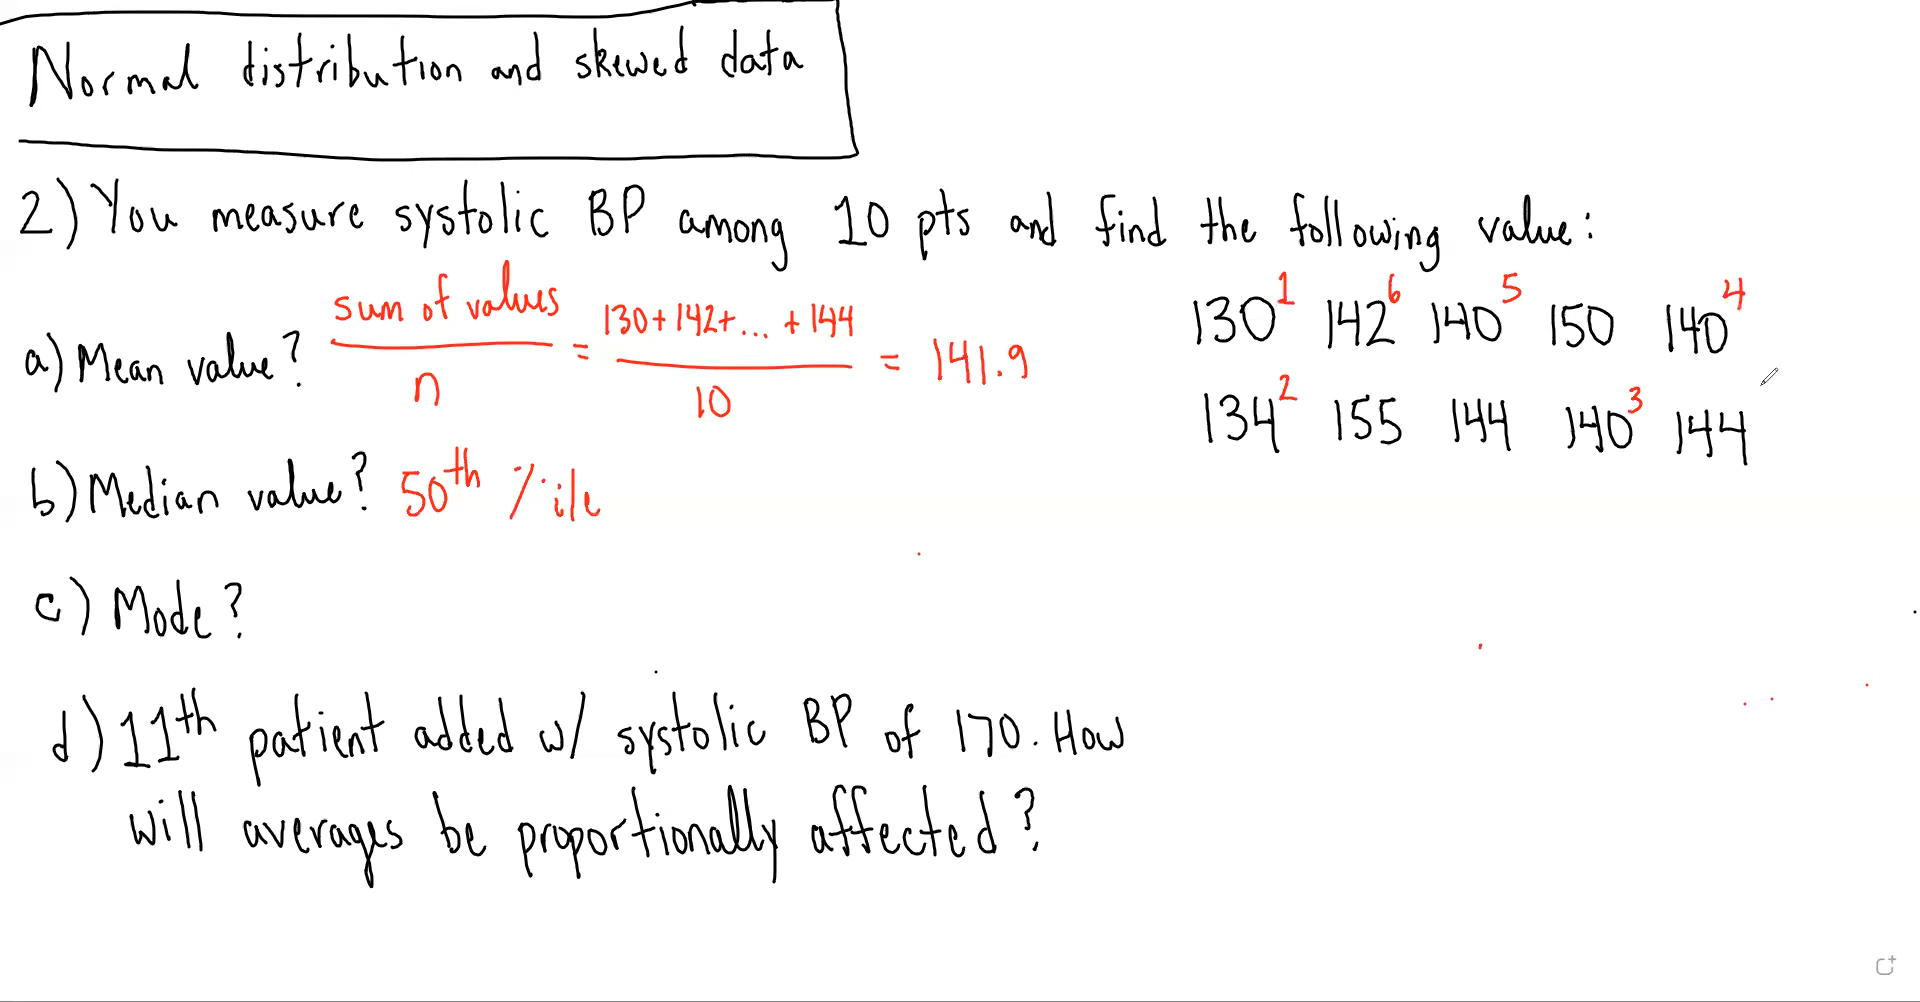 Normal distribution and skewed data
2) You measure systolic BP among 10 pts and find the following value:
130¹ 142⁶ 140⁵ 150 140⁴
134² 155 144 140³ 144
a) Mean value? sum of values / n = 130+142+... +144 / 10 = 141.9
b) Median value? 50th %ile
c) Mode?
d) 11th patient added w/ systolic BP of 170. How
will averages be proportionally affected?